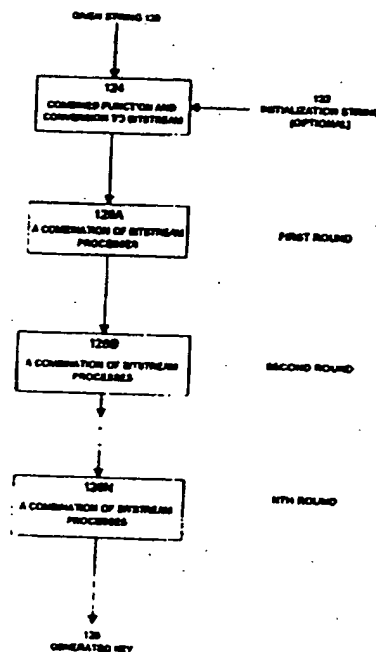 GIVEN STRING 120
124
COMBINED FUNCTION AND
CONVERSION TO BITSTREAM
122
INITIALIZATION STRING
(OPTIONAL)
126A
A COMBINATION OF BITSTREAM
PROCESSES
FIRST ROUND
126B
A COMBINATION OF BITSTREAM
PROCESSES
SECOND ROUND
126N
A COMBINATION OF BITSTREAM
PROCESSES
NTH ROUND
GENERATED KEY